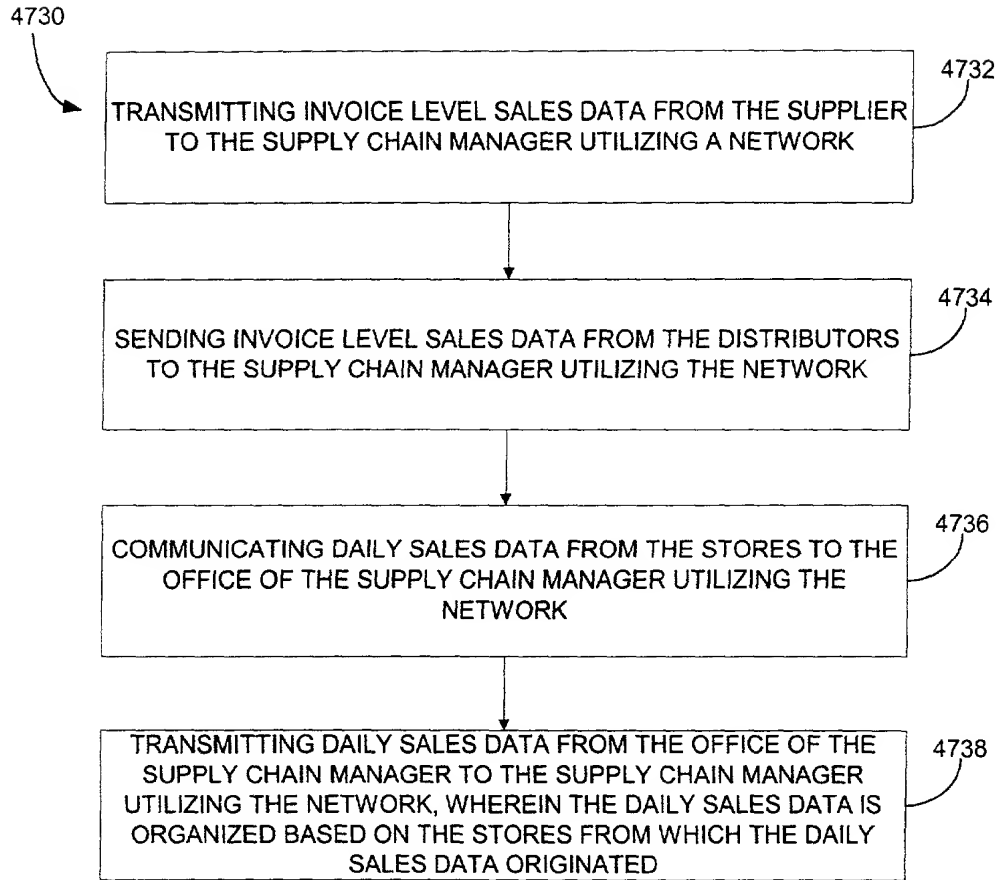 4730
4732
TRANSMITTING INVOICE LEVEL SALES DATA FROM THE SUPPLIER
TO THE SUPPLY CHAIN MANAGER UTILIZING A NETWORK
4734
SENDING INVOICE LEVEL SALES DATA FROM THE DISTRIBUTORS
TO THE SUPPLY CHAIN MANAGER UTILIZING THE NETWORK
4736
COMMUNICATING DAILY SALES DATA FROM THE STORES TO THE
OFFICE OF THE SUPPLY CHAIN MANAGER UTILIZING THE
NETWORK
4738
TRANSMITTING DAILY SALES DATA FROM THE OFFICE OF THE
SUPPLY CHAIN MANAGER TO THE SUPPLY CHAIN MANAGER
UTILIZING THE NETWORK, WHEREIN THE DAILY SALES DATA IS
ORGANIZED BASED ON THE STORES FROM WHICH THE DAILY
SALES DATA ORIGINATED